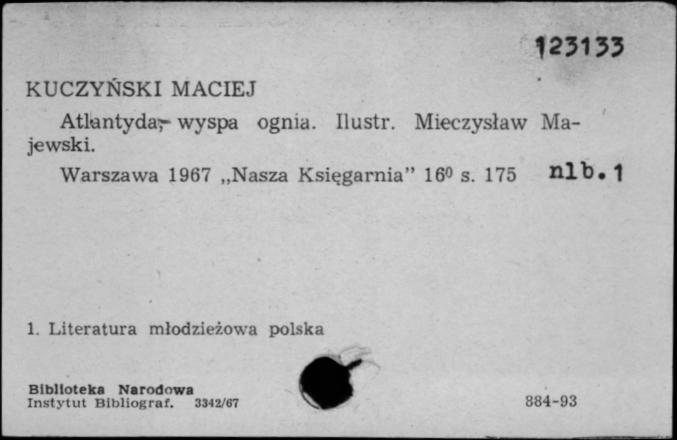 123133
KUCZYŃSKI MACIEJ
Atlantyda, wyspa ognia. Ilustr. Mieczysław Ma-
jewski.
Warszawa 1967 „Nasza Księgarnia” 16⁰ s. 175 nlb. 1
1. Literatura młodzieżowa polska
Biblioteka Narodowa
Instytut Bibliograf. 3342/67 884-93